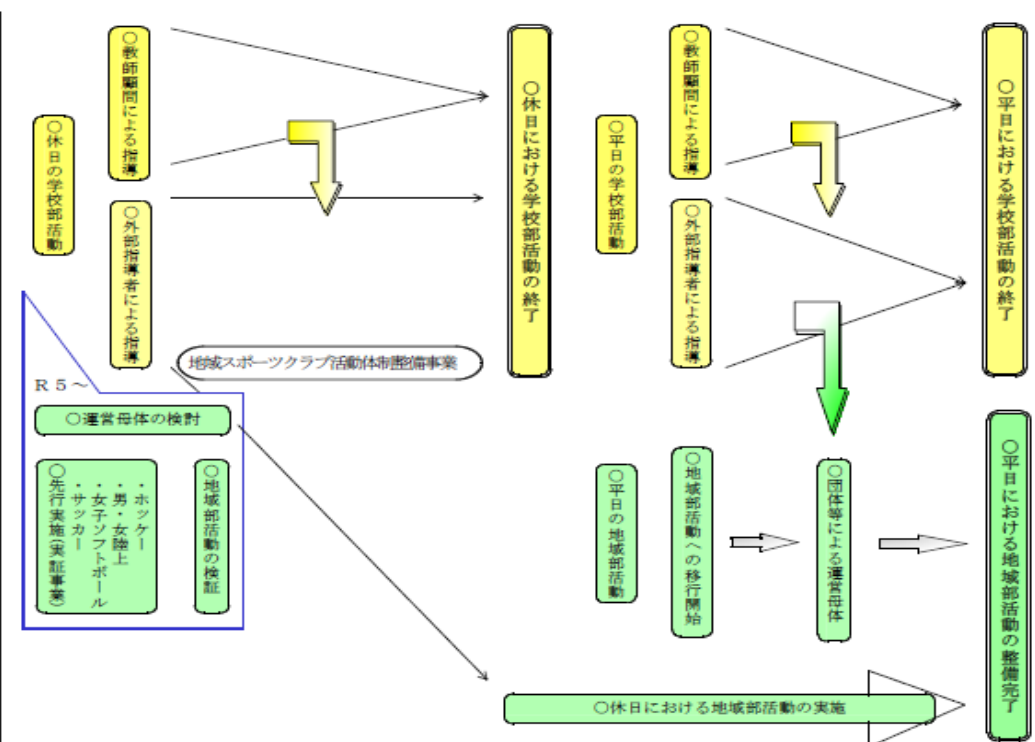 ○休日の学校部活動
○教師顧問による指導
○外部指導者による指導
○休日における学校部活動の終了
○平日の学校部活動
○教師顧問による指導
○外部指導者による指導
○平日における学校部活動の終了
地域スポーツクラブ活動体制整備事業
R5~
○運営母体の検討
○先行実施(実証事業)
・サッカー
・女子ソフトボール
・男・女陸上
・ホッケー
○地域部活動の検証
○平日の地域部活動
○地域部活動への移行開始
○団体等による運営母体
○平日における地域部活動の整備完了
○休日における地域部活動の実施